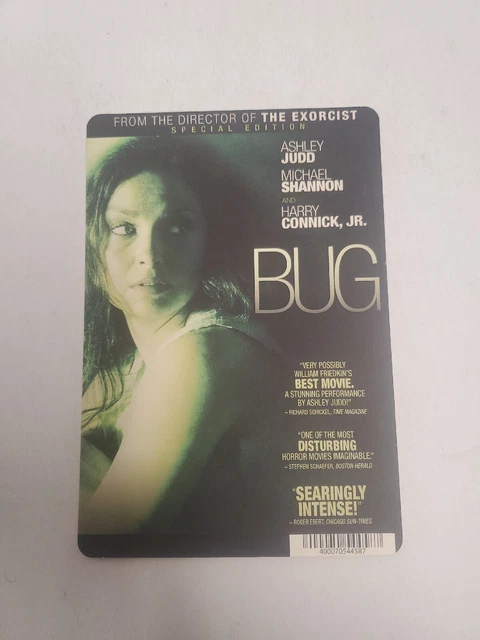 FROM THE DIRECTOR OF THE EXORCIST
SPECIAL EDITION
ASHLEY
JUDD
MICHAEL
SHANNON
AND
HARRY
CONNICK, JR.
BUG
"VERY POSSIBLY
WILLIAM FRIEDKIN'S
BEST MOVIE.
A STUNNING PERFORMANCE
BY ASHLEY JUDD!"
– RICHARD SCHICKEL, TIME MAGAZINE
"ONE OF THE MOST
DISTURBING
HORROR MOVIES IMAGINABLE."
– STEPHEN SCHAEFER, BOSTON HERALD
"SEARINGLY
INTENSE!"
– ROGER EBERT, CHICAGO SUN-TIMES
400070544587